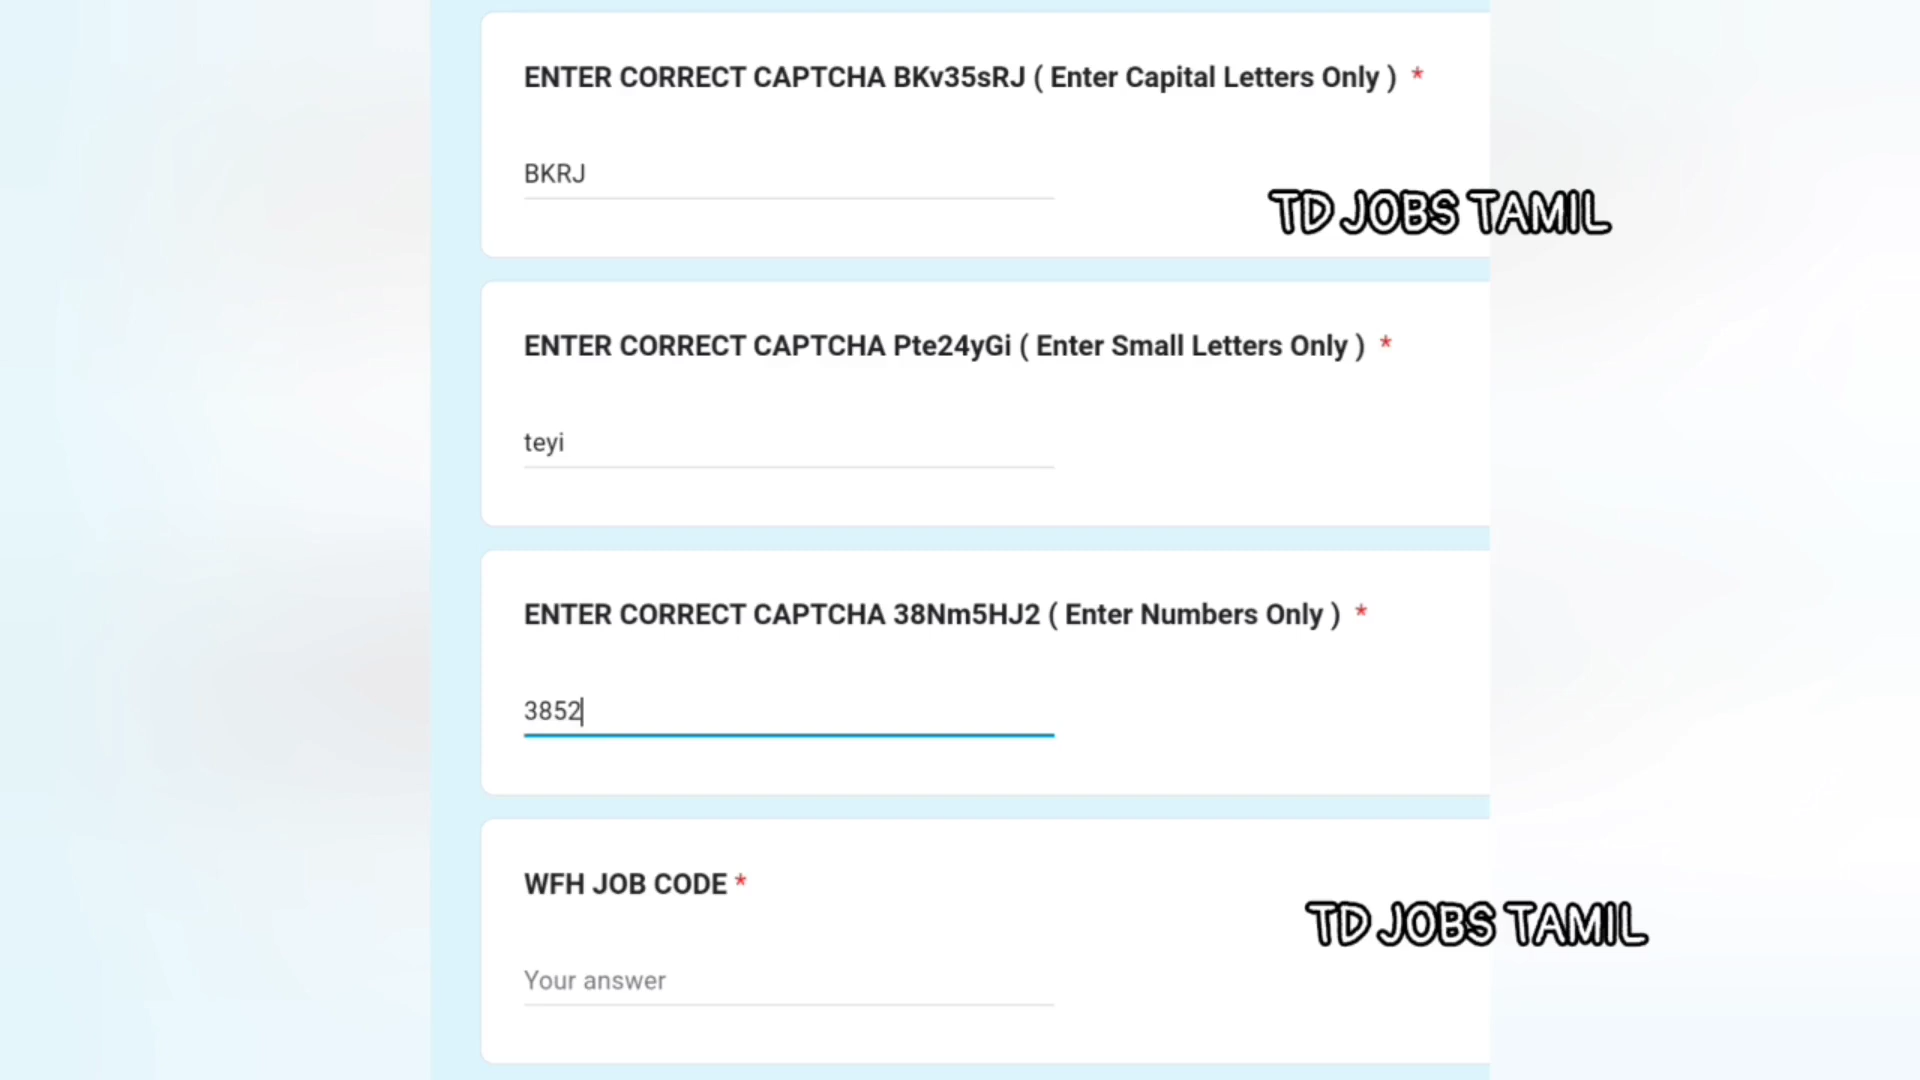 ENTER CORRECT CAPTCHA BKv35sRJ ( Enter Capital Letters Only ) *
BKRJ
TD JOBS TAMIL
ENTER CORRECT CAPTCHA Pte24yGi ( Enter Small Letters Only ) *
teyi
ENTER CORRECT CAPTCHA 38Nm5HJ2 ( Enter Numbers Only ) *
3852
WFH JOB CODE *
TD JOBS TAMIL
Your answer